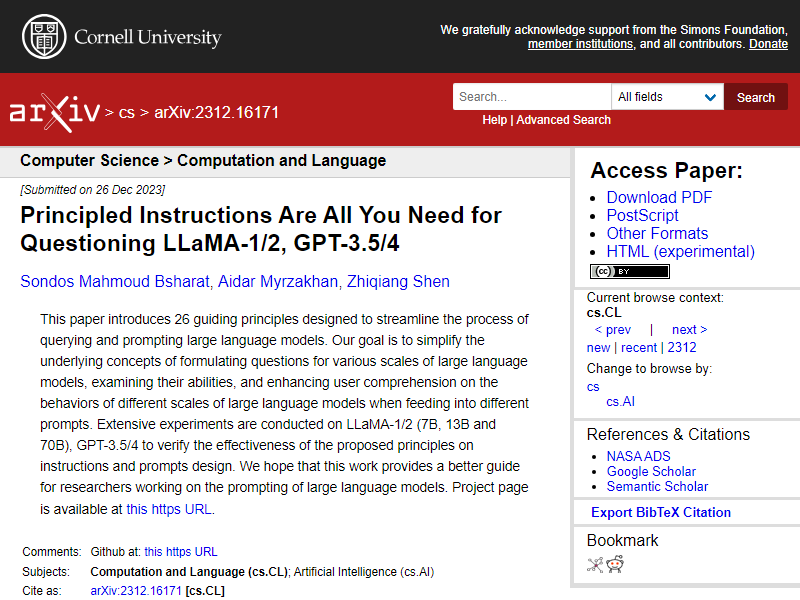 Cornell University
We gratefully acknowledge support from the Simons Foundation,
member institutions, and all contributors. Donate
arXiv > cs > arXiv:2312.16171
Search...
All fields
Search
Help | Advanced Search
Computer Science > Computation and Language
[Submitted on 26 Dec 2023]
Principled Instructions Are All You Need for
Questioning LLaMA-1/2, GPT-3.5/4
Sondos Mahmoud Bsharat, Aidar Myrzakhan, Zhiqiang Shen
This paper introduces 26 guiding principles designed to streamline the process of
querying and prompting large language models. Our goal is to simplify the
underlying concepts of formulating questions for various scales of large language
models, examining their abilities, and enhancing user comprehension on the
behaviors of different scales of large language models when feeding into different
prompts. Extensive experiments are conducted on LLaMA-1/2 (7B, 13B and
70B), GPT-3.5/4 to verify the effectiveness of the proposed principles on
instructions and prompts design. We hope that this work provides a better guide
for researchers working on the prompting of large language models. Project page
is available at this https URL.
Comments: Github at: this https URL
Subjects: Computation and Language (cs.CL); Artificial Intelligence (cs.AI)
Cite as: arXiv:2312.16171 [cs.CL]
Access Paper:
Download PDF
PostScript
Other Formats
HTML (experimental)
(cc) BY
Current browse context:
cs.CL
< prev | next >
new | recent | 2312
Change to browse by:
cs
cs.AI
References & Citations
NASA ADS
Google Scholar
Semantic Scholar
Export BibTeX Citation
Bookmark